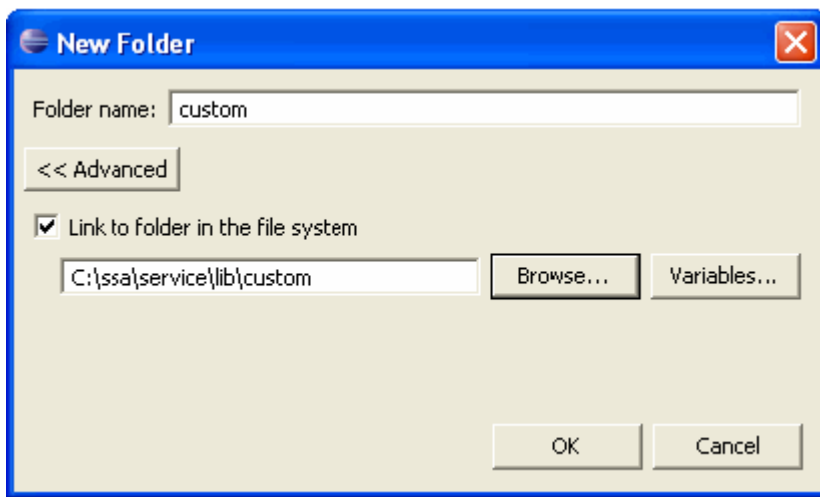 New Folder
Folder name: custom
<< Advanced
Link to folder in the file system
C:\ssa\service\lib\custom Browse... Variables...
OK Cancel